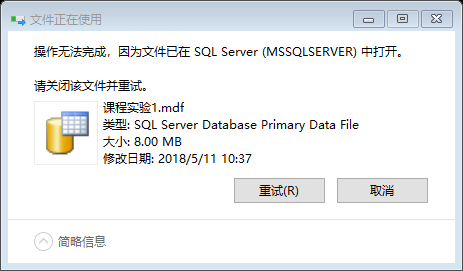 文件正在使用
操作无法完成，因为文件已在 SQL Server (MSSQLSERVER) 中打开。
请关闭该文件并重试。
课程实验1.mdf
类型: SQL Server Database Primary Data File
大小: 8.00 MB
修改日期: 2018/5/11 10:37
重试(R)
取消
简略信息